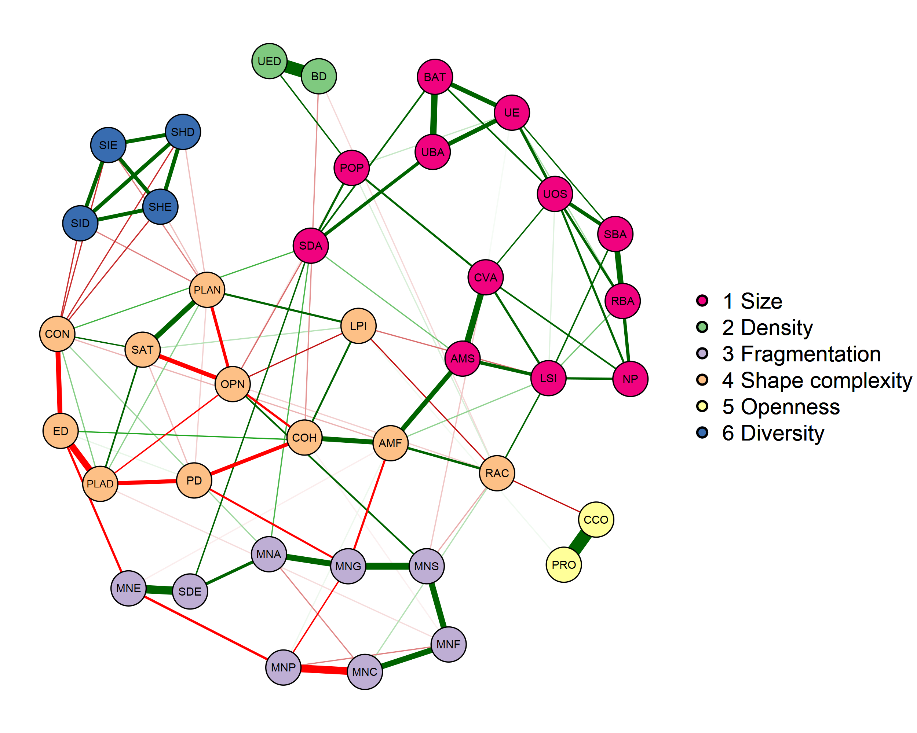 UED
BD
BAT
UE
SHD
SIE
UBA
POP
UOS
SHE
SID
SBA
SDA
CVA
PLAN
RBA
1 Size
2 Density
3 Fragmentation
4 Shape complexity
5 Openness
6 Diversity
LPI
CON
SAT
AMS
OPN
LSI
NP
ED
COH
AMF
RAC
PLAD
PD
CCO
PRO
MNA
MNG
MNS
MNE
SDE
MNF
MNP
MNC